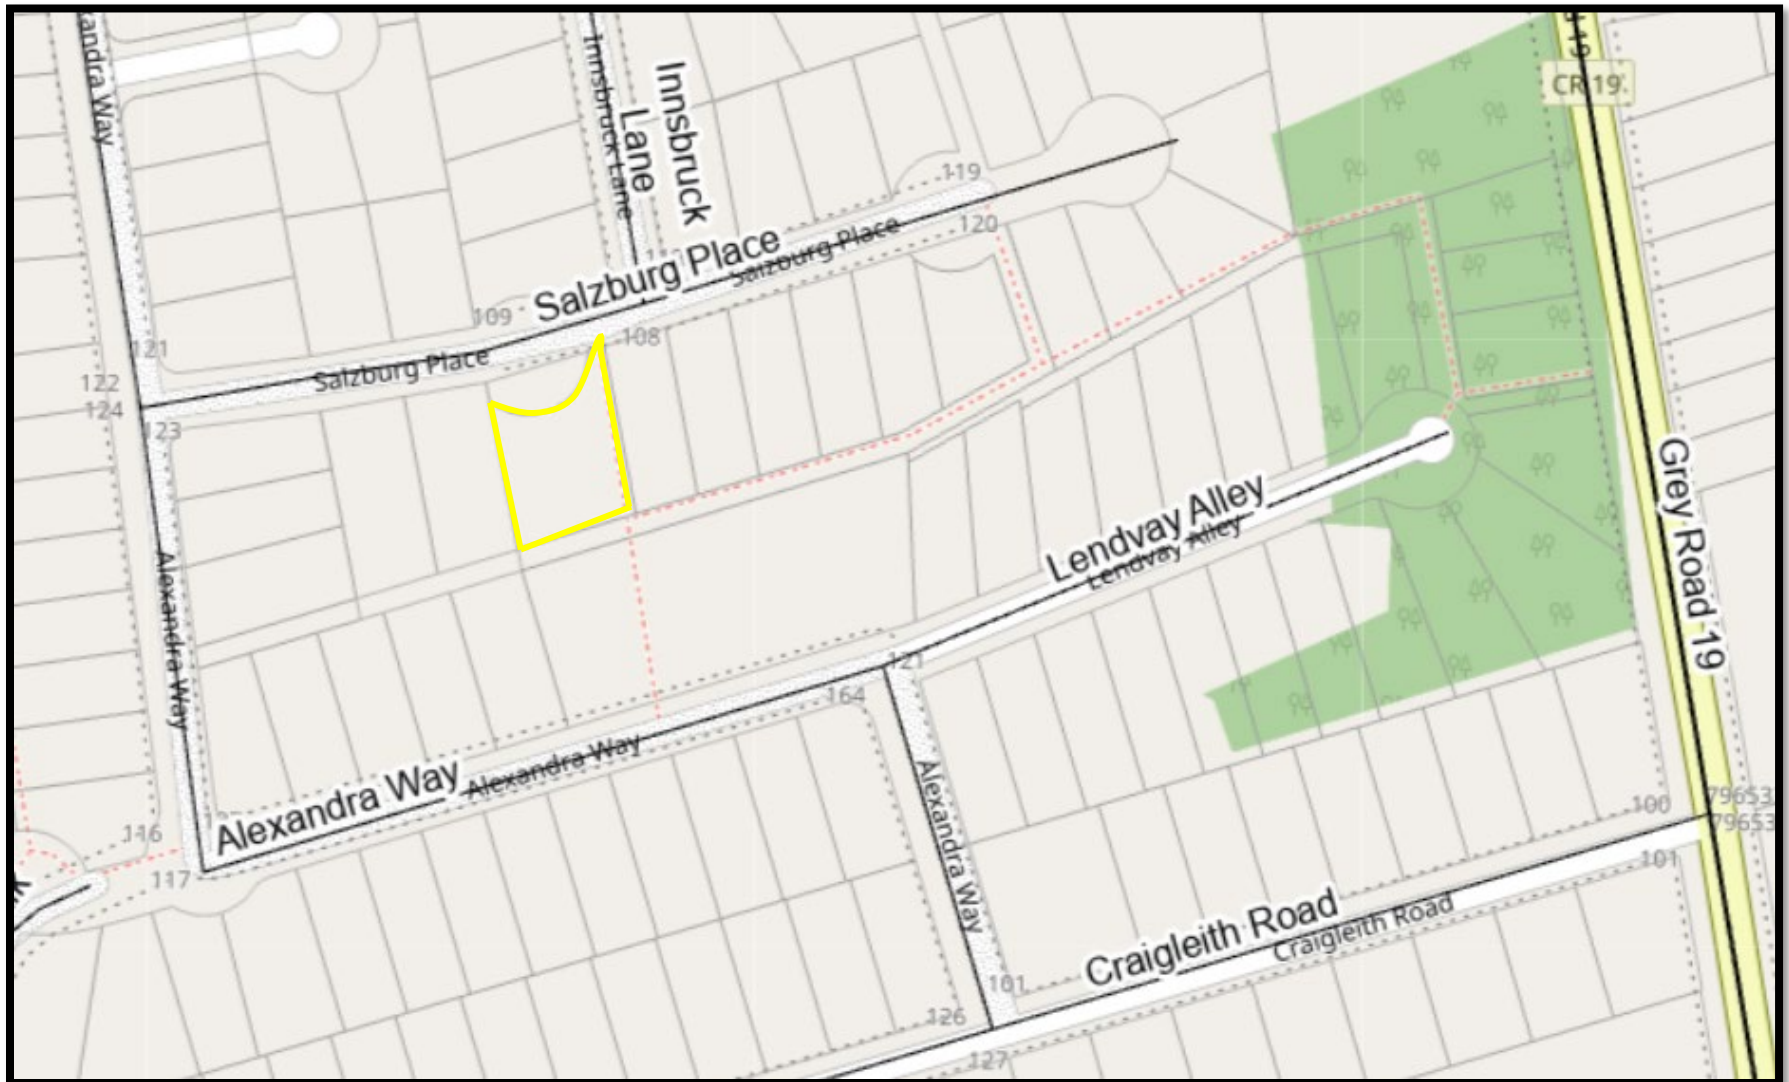 andra Way
Innsbruck Lane
Innsbruck
Lane
19
CR 19
119
120
Salzburg Place
Salzburg Place
109
108
Salzburg Place
121
122
124
123
Grey Road 19
Lendvay Alley
Lendvay Alley
Alexandra Way
121
164
Alexandra Way
Alexandra Way
Alexandra Way
116
117
79653
79653
100
101
Craigleith Road
Craigleith Road
101
126
127